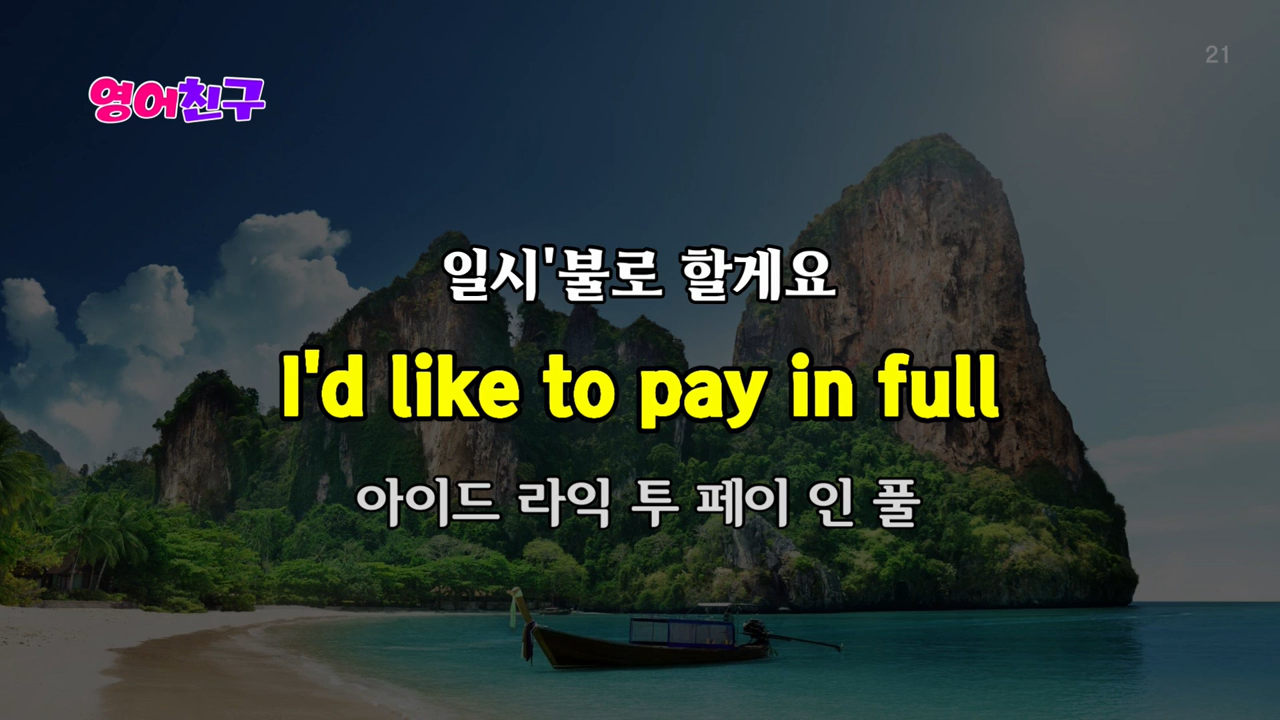 21
영어친구
일시'불로 할게요
I'd like to pay in full
아이드 라익 투 페이 인 풀